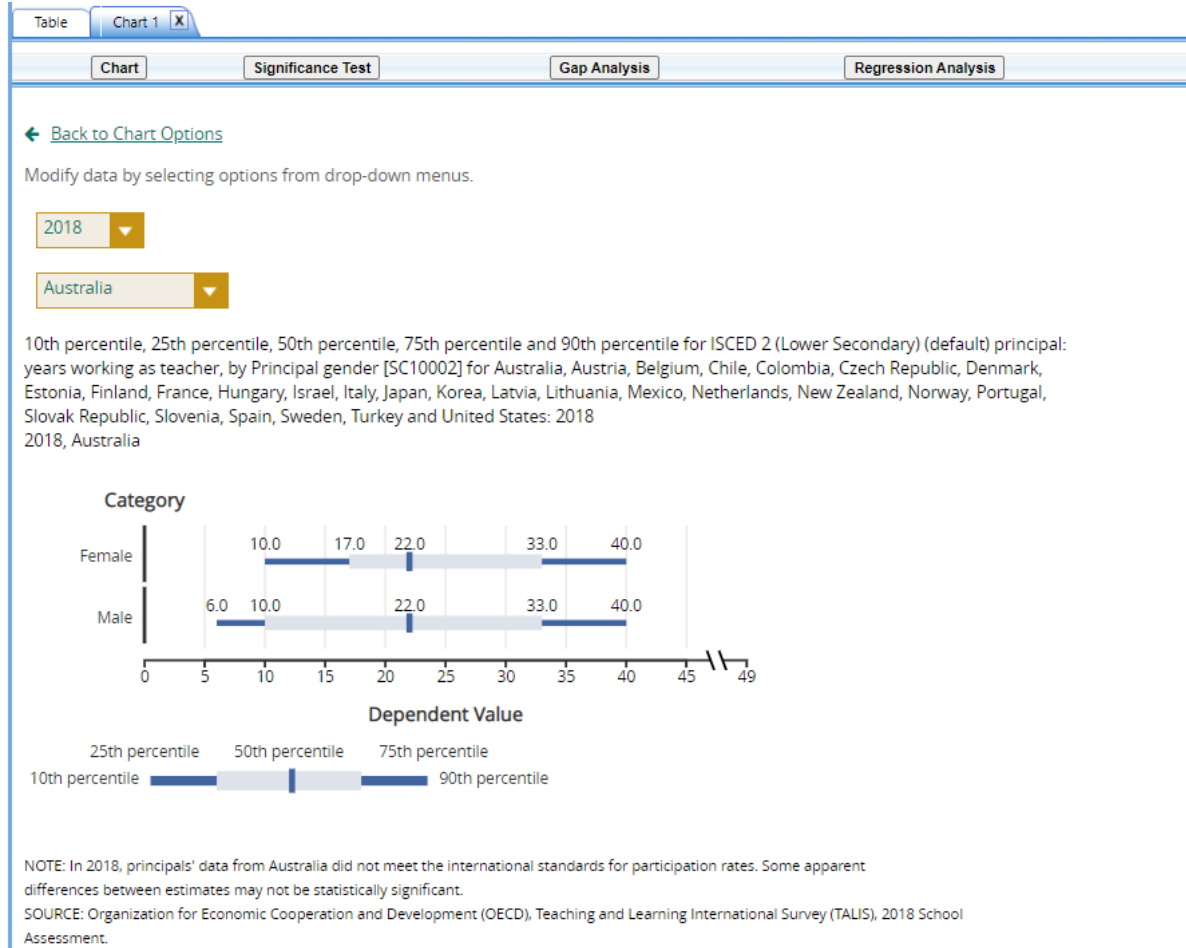 Table Chart 1 X
Chart Significance Test Gap Analysis Regression Analysis
Back to Chart Options
Modify data by selecting options from drop-down menus.
2018
Australia
10th percentile, 25th percentile, 50th percentile, 75th percentile and 90th percentile for ISCED 2 (Lower Secondary) (default) principal:
years working as teacher, by Principal gender [SC10002] for Australia, Austria, Belgium, Chile, Colombia, Czech Republic, Denmark,
Estonia, Finland, France, Hungary, Israel, Italy, Japan, Korea, Latvia, Lithuania, Mexico, Netherlands, New Zealand, Norway, Portugal,
Slovak Republic, Slovenia, Spain, Sweden, Turkey and United States: 2018
2018, Australia
Category
10.0 17.0 22.0 33.0 40.0
Female
6.0 10.0 22.0 33.0 40.0
Male
0 5 10 15 20 25 30 35 40 45 49
Dependent Value
25th percentile 50th percentile 75th percentile
10th percentile 90th percentile
NOTE: In 2018, principals' data from Australia did not meet the international standards for participation rates. Some apparent
differences between estimates may not be statistically significant.
SOURCE: Organization for Economic Cooperation and Development (OECD), Teaching and Learning International Survey (TALIS), 2018 School
Assessment.